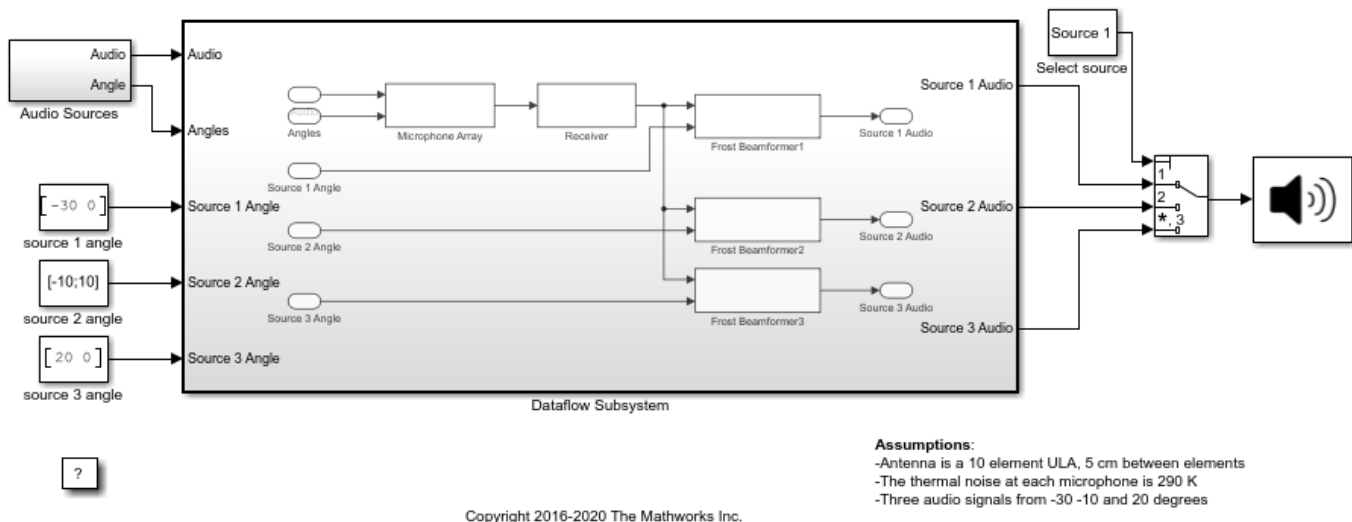 Audio
Angle
Audio Sources
[ -30 0 ]
source 1 angle
[-10;10]
source 2 angle
[ 20 0 ]
source 3 angle
Audio
Angles
Source 1 Angle
Source 2 Angle
Source 3 Angle
Audio
Angles
Microphone Array
Receiver
Source 1 Angle
Source 2 Angle
Source 3 Angle
Frost Beamformer1
Frost Beamformer2
Frost Beamformer3
Source 1 Audio
Source 2 Audio
Source 3 Audio
Source 1 Audio
Source 2 Audio
Source 3 Audio
Dataflow Subsystem
Source 1
Select source
1
2
*, 3
?
Assumptions:
-Antenna is a 10 element ULA, 5 cm between elements
-The thermal noise at each microphone is 290 K
-Three audio signals from -30 -10 and 20 degrees
Copyright 2016-2020 The Mathworks Inc.